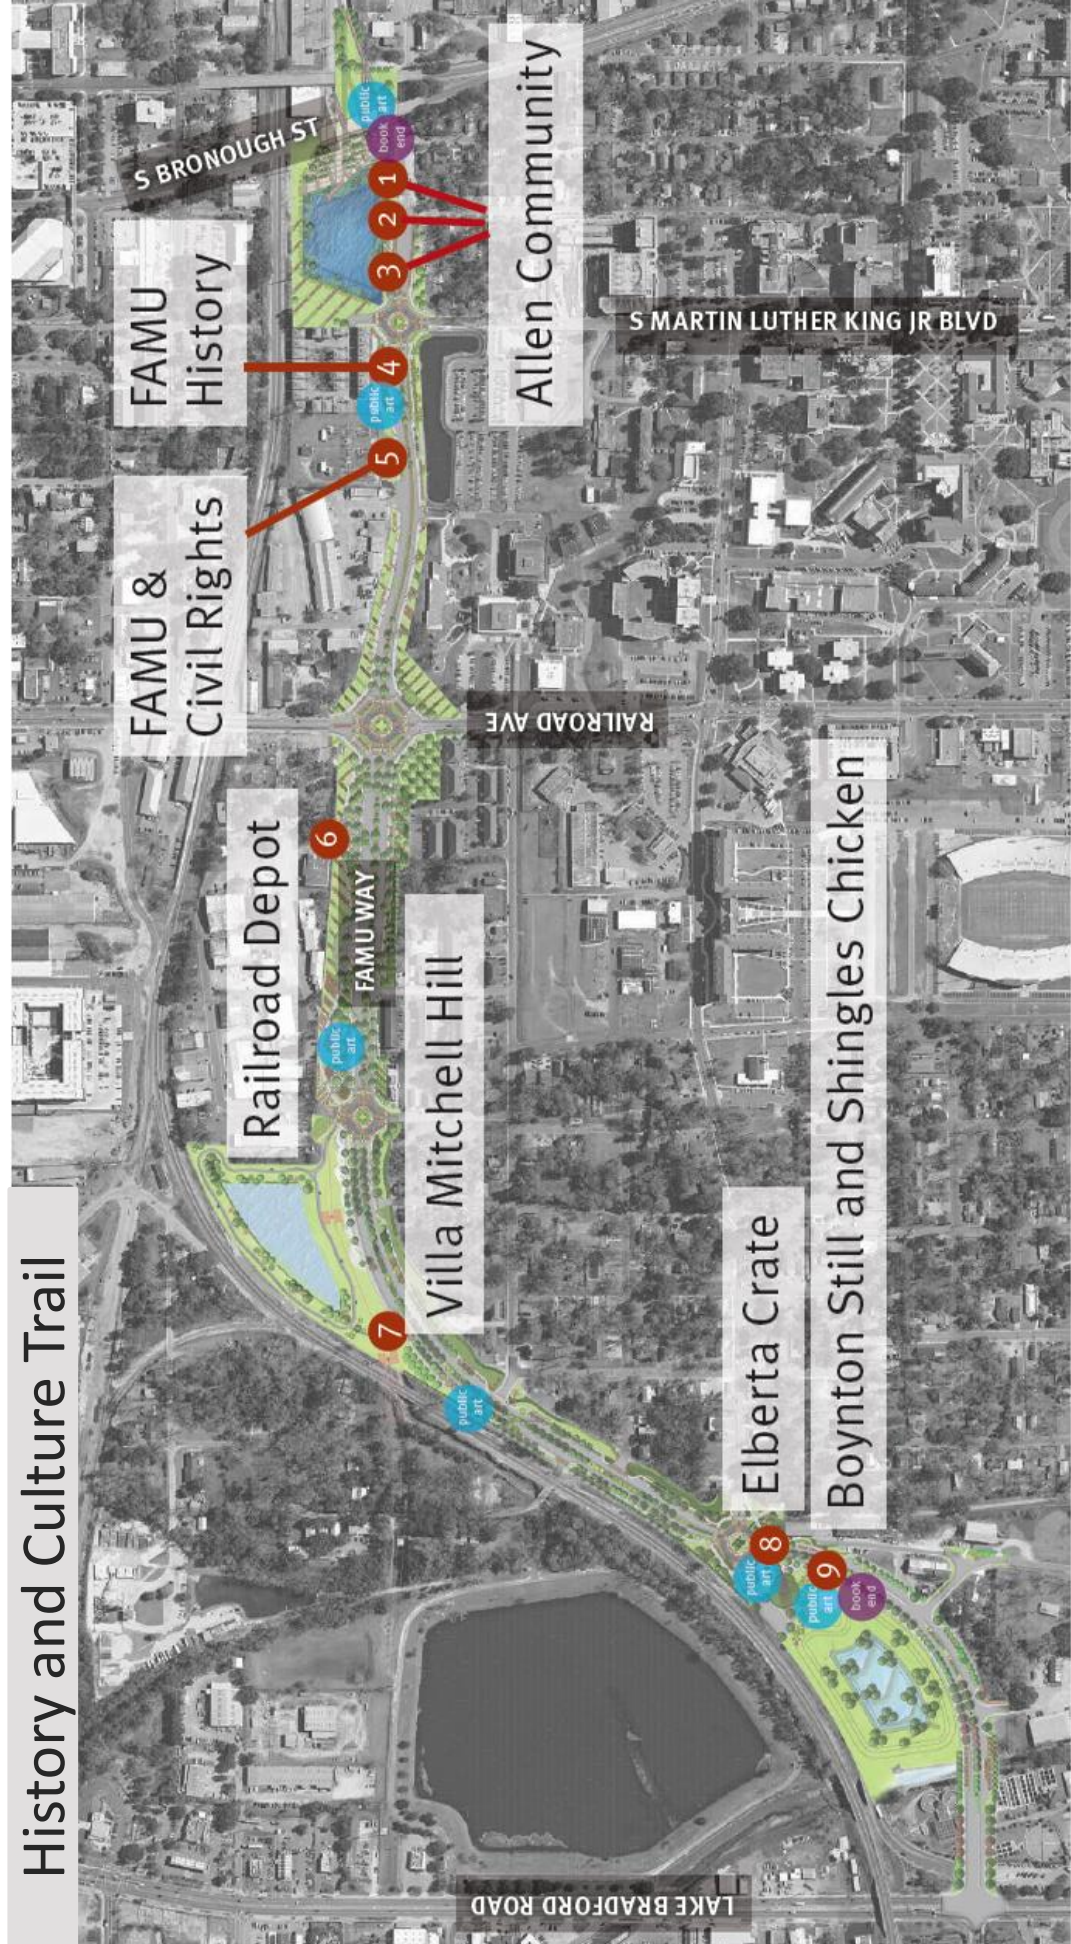 History and Culture Trail
S BRONOUGH ST
public
art
book
end
1
2
3
Allen Community
FAMU
History
4
public
art
S MARTIN LUTHER KING JR BLVD
FAMU &
Civil Rights
5
RAILROAD AVE
Railroad Depot
6
FAMU WAY
public
art
Villa Mitchell Hill
7
public
art
Elberta Crate
8
public
art
Boynton Still and Shingles Chicken
9
public
art
book
end
LAKE BRADFORD ROAD